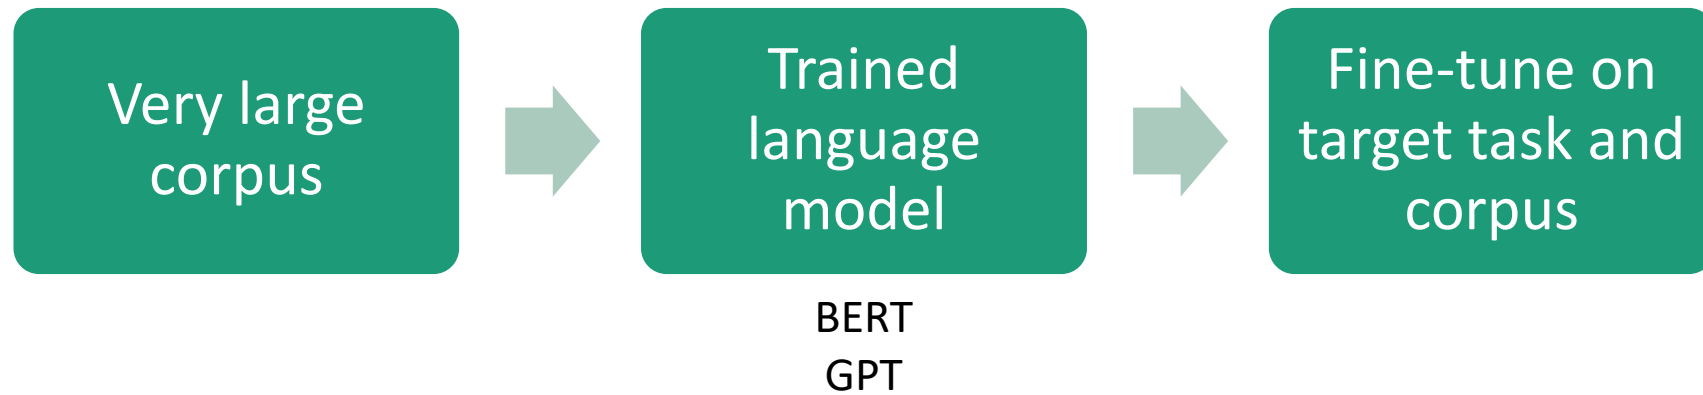 Very large
corpus
Trained
language
model
Fine-tune on
target task and
corpus
BERT
GPT